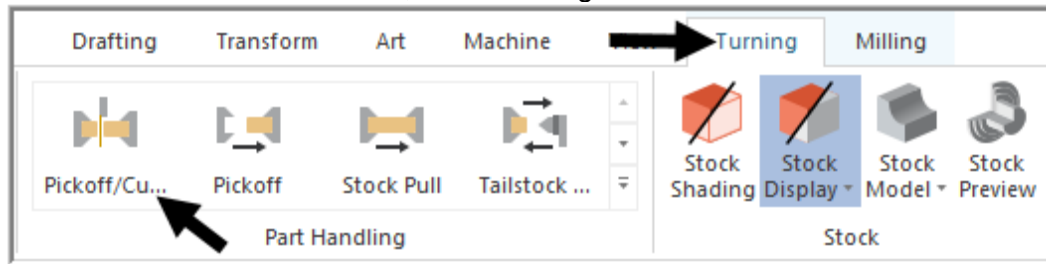 Drafting Transform Art Machine Turning Milling
Pickoff/Cu... Pickoff Stock Pull Tailstock ...
Stock Shading Stock Display Stock Model Stock Preview
Part Handling Stock